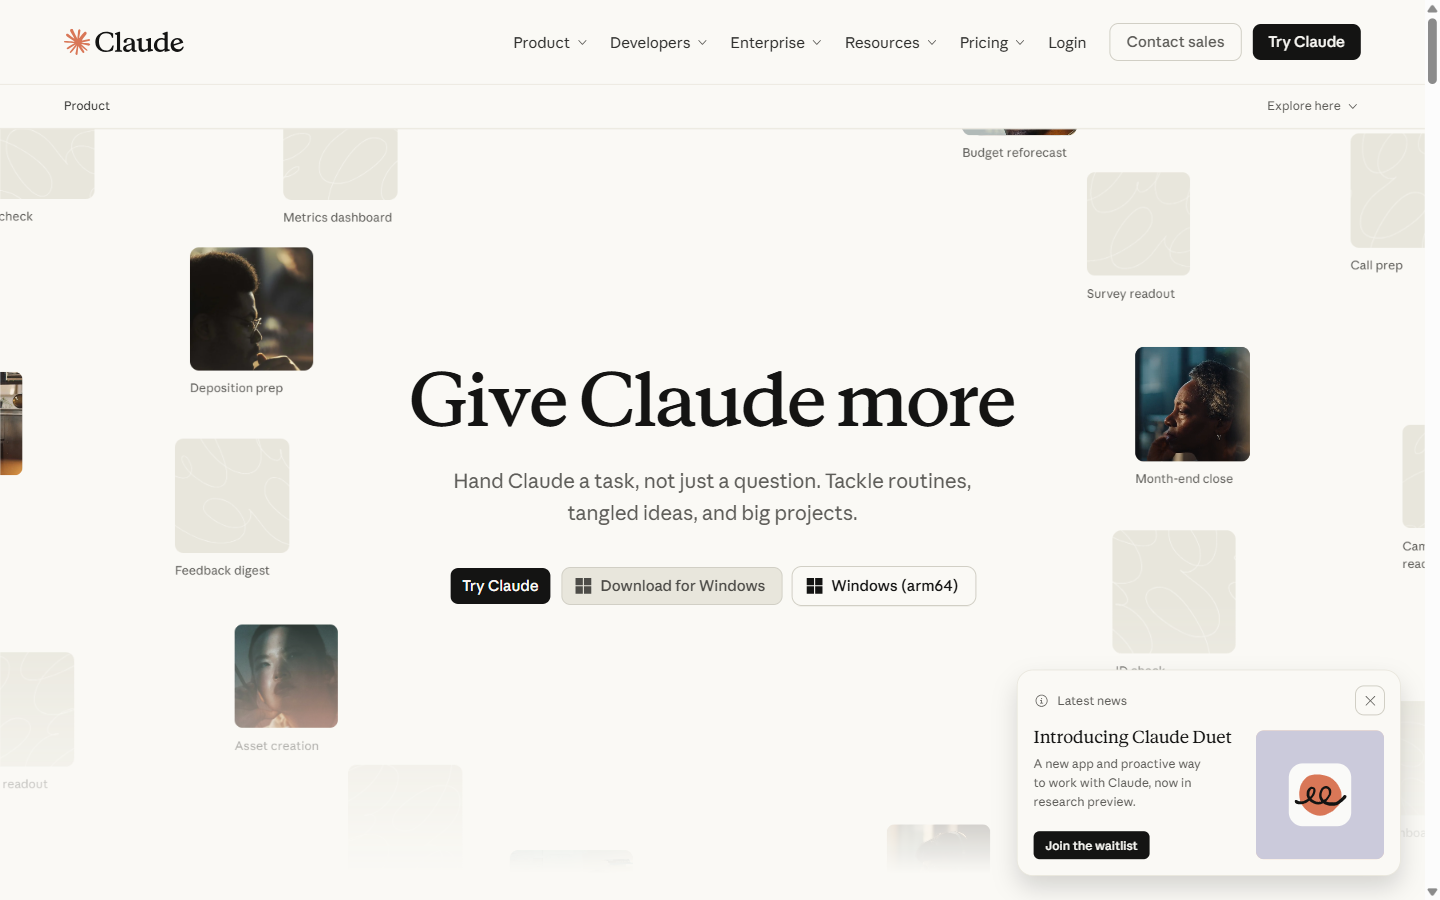 Claude
Product
Developers
Enterprise
Resources
Pricing
Login
Contact sales
Try Claude
Product
Explore here
Budget reforecast
check
Metrics dashboard
Call prep
Survey readout
Deposition prep
Give Claude more
Hand Claude a task, not just a question. Tackle routines,
tangled ideas, and big projects.
Month-end close
Feedback digest
Try Claude
Download for Windows
Windows (arm64)
Asset creation
readout
Latest news
Introducing Claude Duet
A new app and proactive way
to work with Claude, now in
research preview.
Join the waitlist